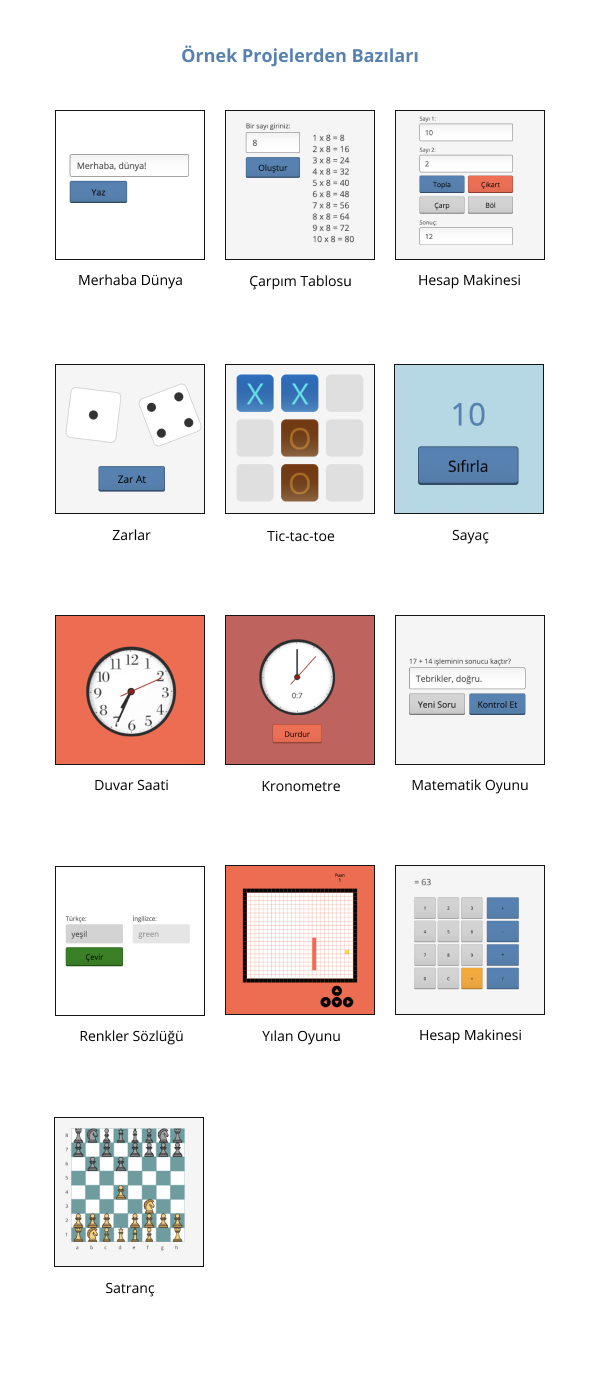 Örnek Projelerden Bazıları
Merhaba, dünya!
Yaz
Merhaba Dünya
Bir sayı giriniz:
8
Oluştur
1 x 8 = 8
2 x 8 = 16
3 x 8 = 24
4 x 8 = 32
5 x 8 = 40
6 x 8 = 48
7 x 8 = 56
8 x 8 = 64
9 x 8 = 72
10 x 8 = 80
Çarpım Tablosu
Sayı 1:
10
Sayı 2:
2
Topla
Çıkart
Çarp
Böl
Sonuç:
12
Hesap Makinesi
Zar At
Zarlar
X X
O
O
Tic-tac-toe
10
Sıfırla
Sayaç
12
1
2
3
4
5
6
7
8
9
10
11
Duvar Saati
0:7
Durdur
Kronometre
17 + 14 işleminin sonucu kaçtır?
Tebrikler, doğru.
Yeni Soru
Kontrol Et
Matematik Oyunu
Türkçe:
yeşil
İngilizce:
green
Çevir
Renkler Sözlüğü
Puan
Yılan Oyunu
= 63
1 2 3
4 5 6
7 8 9
0 C
Hesap Makinesi
8
7
6
5
4
3
2
1
a b c d e f g h
Satranç